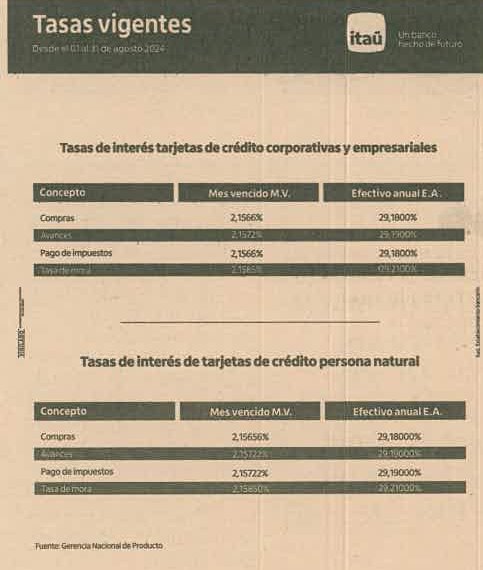 Tasas vigentes
Desde el 01 al 31 de agosto 2024
itaú
Un banco
hecho de futuro
Tasas de interés tarjetas de crédito corporativas y empresariales
Concepto Mes vencido M.V. Efectivo anual E.A.
Compras 2,1566% 29,1800%
Avances 2,1572% 29,1900%
Pago de impuestos 2,1566% 29,1800%
Tasa de mora 2,1585% 29,2100%
VIGILADO
Tasas de interés de tarjetas de crédito persona natural
Concepto Mes vencido M.V. Efectivo anual E.A.
Compras 2,15656% 29,18000%
Avances 2,15722% 29,19000%
Pago de impuestos 2,15722% 29,19000%
Tasa de mora 2,15850% 29,21000%
Fuente: Gerencia Nacional de Producto
Itaú. Establecimiento bancario